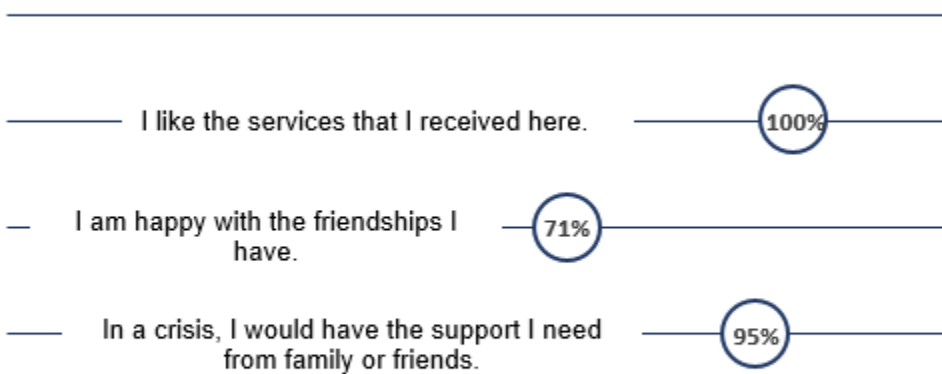 I like the services that I received here.
100%
I am happy with the friendships I
have.
71%
In a crisis, I would have the support I need
from family or friends.
95%